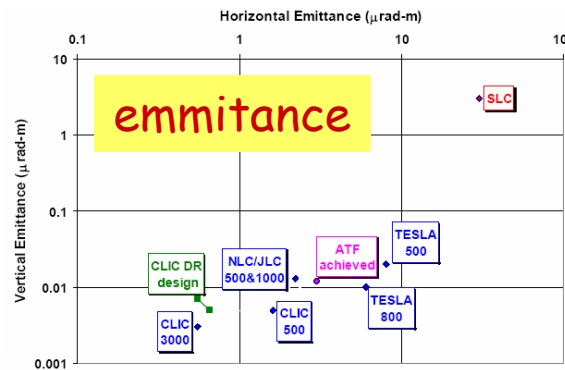 Horizontal Emittance (μrad-m)
0.1 1 10 10
10
1
0.1
0.01
0.001
Vertical Emittance (μrad-m)
emmitance
SLC
TESLA
500
ATF
achieved
NLC/JLC
500&1000
CLIC DR
design
TESLA
800
CLIC
500
CLIC
3000